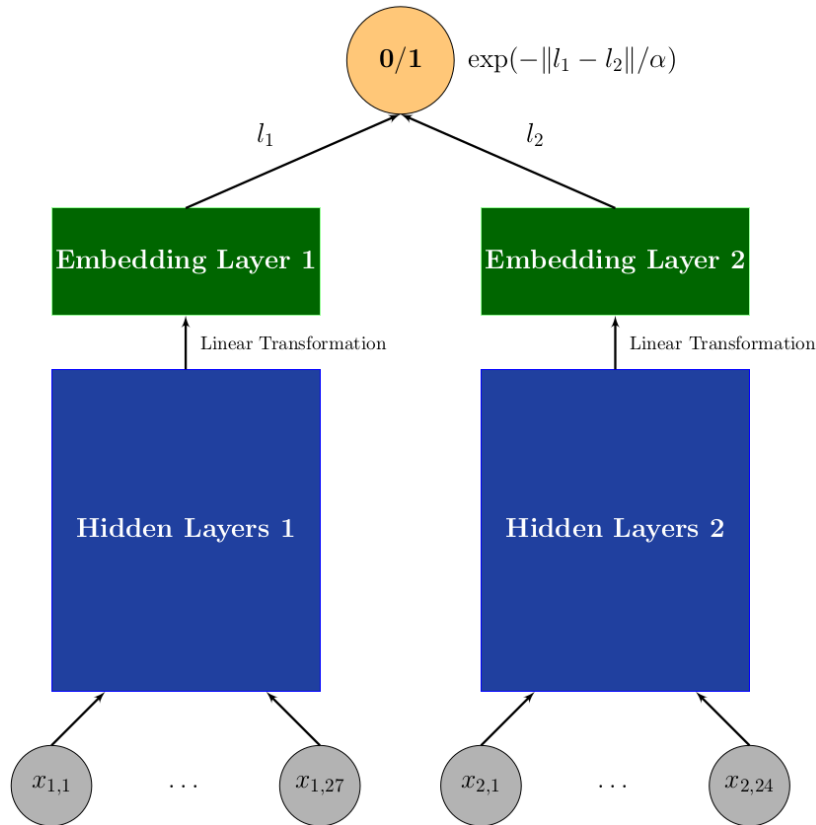 0/1 exp(−‖l₁ − l₂‖/α)
l₁ l₂
Embedding Layer 1 Embedding Layer 2
Linear Transformation Linear Transformation
Hidden Layers 1 Hidden Layers 2
x₁,₁ . . . x₁,₂₇ x₂,₁ . . . x₂,₂₄